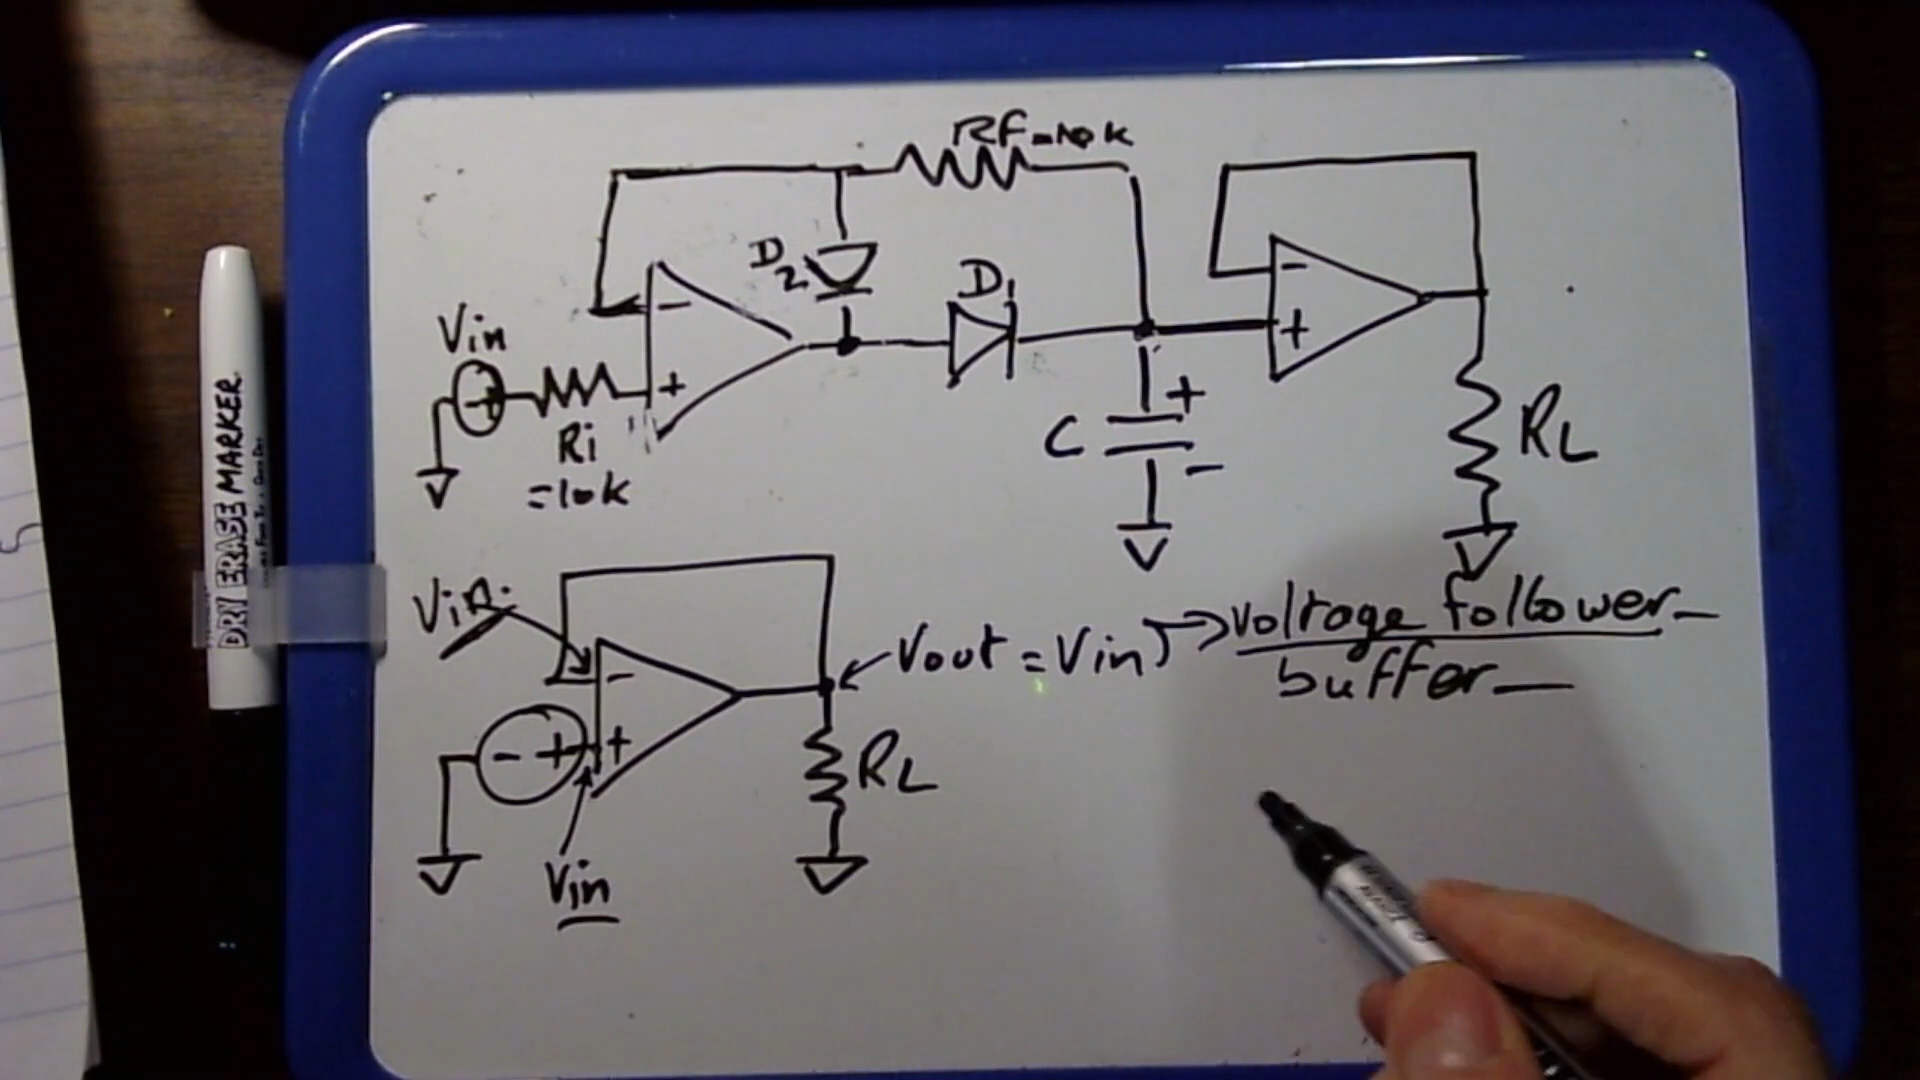 RF=10k
D2
D1
Vin
- +
- +
+
C
-
Ri
=10k
RL
Vin.
Vout = Vin
Voltage follower
buffer
-
- + +
RL
Vin
DRY ERASE MARKER